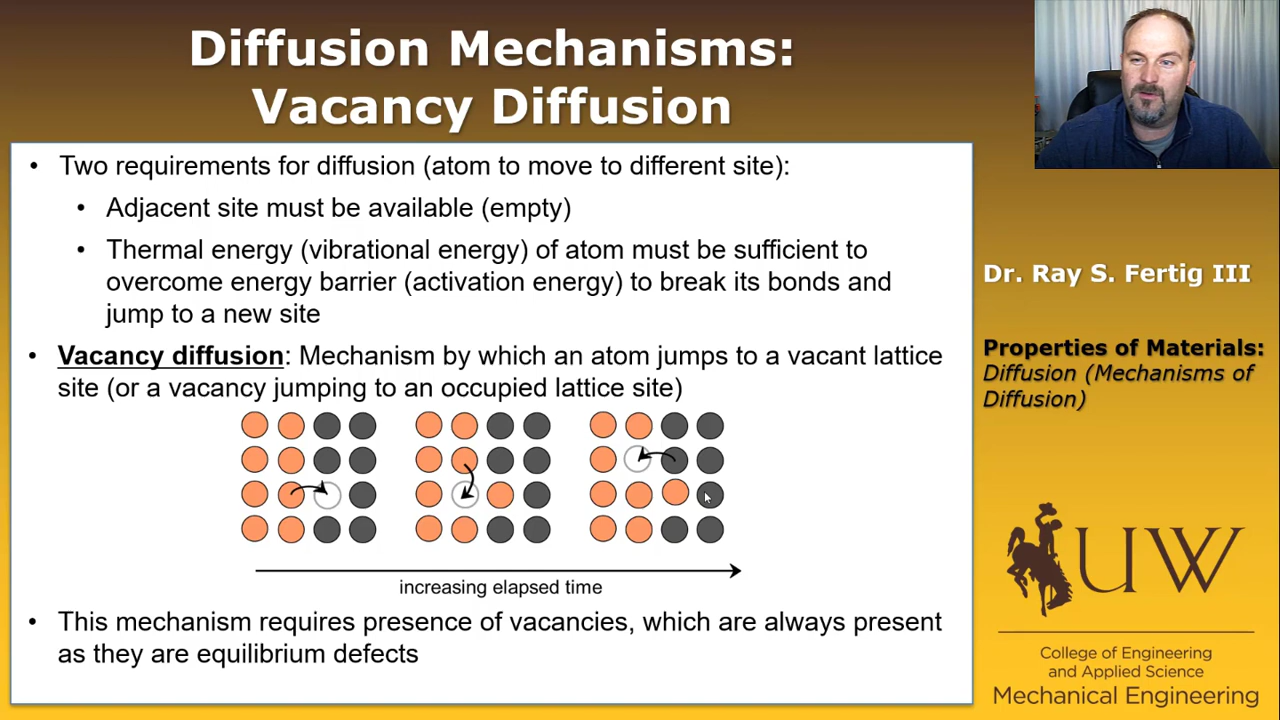 Diffusion Mechanisms:
Vacancy Diffusion
• Two requirements for diffusion (atom to move to different site):
• Adjacent site must be available (empty)
• Thermal energy (vibrational energy) of atom must be sufficient to
overcome energy barrier (activation energy) to break its bonds and
jump to a new site
• Vacancy diffusion: Mechanism by which an atom jumps to a vacant lattice
site (or a vacancy jumping to an occupied lattice site)
increasing elapsed time
• This mechanism requires presence of vacancies, which are always present
as they are equilibrium defects
Dr. Ray S. Fertig III
Properties of Materials:
Diffusion (Mechanisms of
Diffusion)
UW
College of Engineering
and Applied Science
Mechanical Engineering